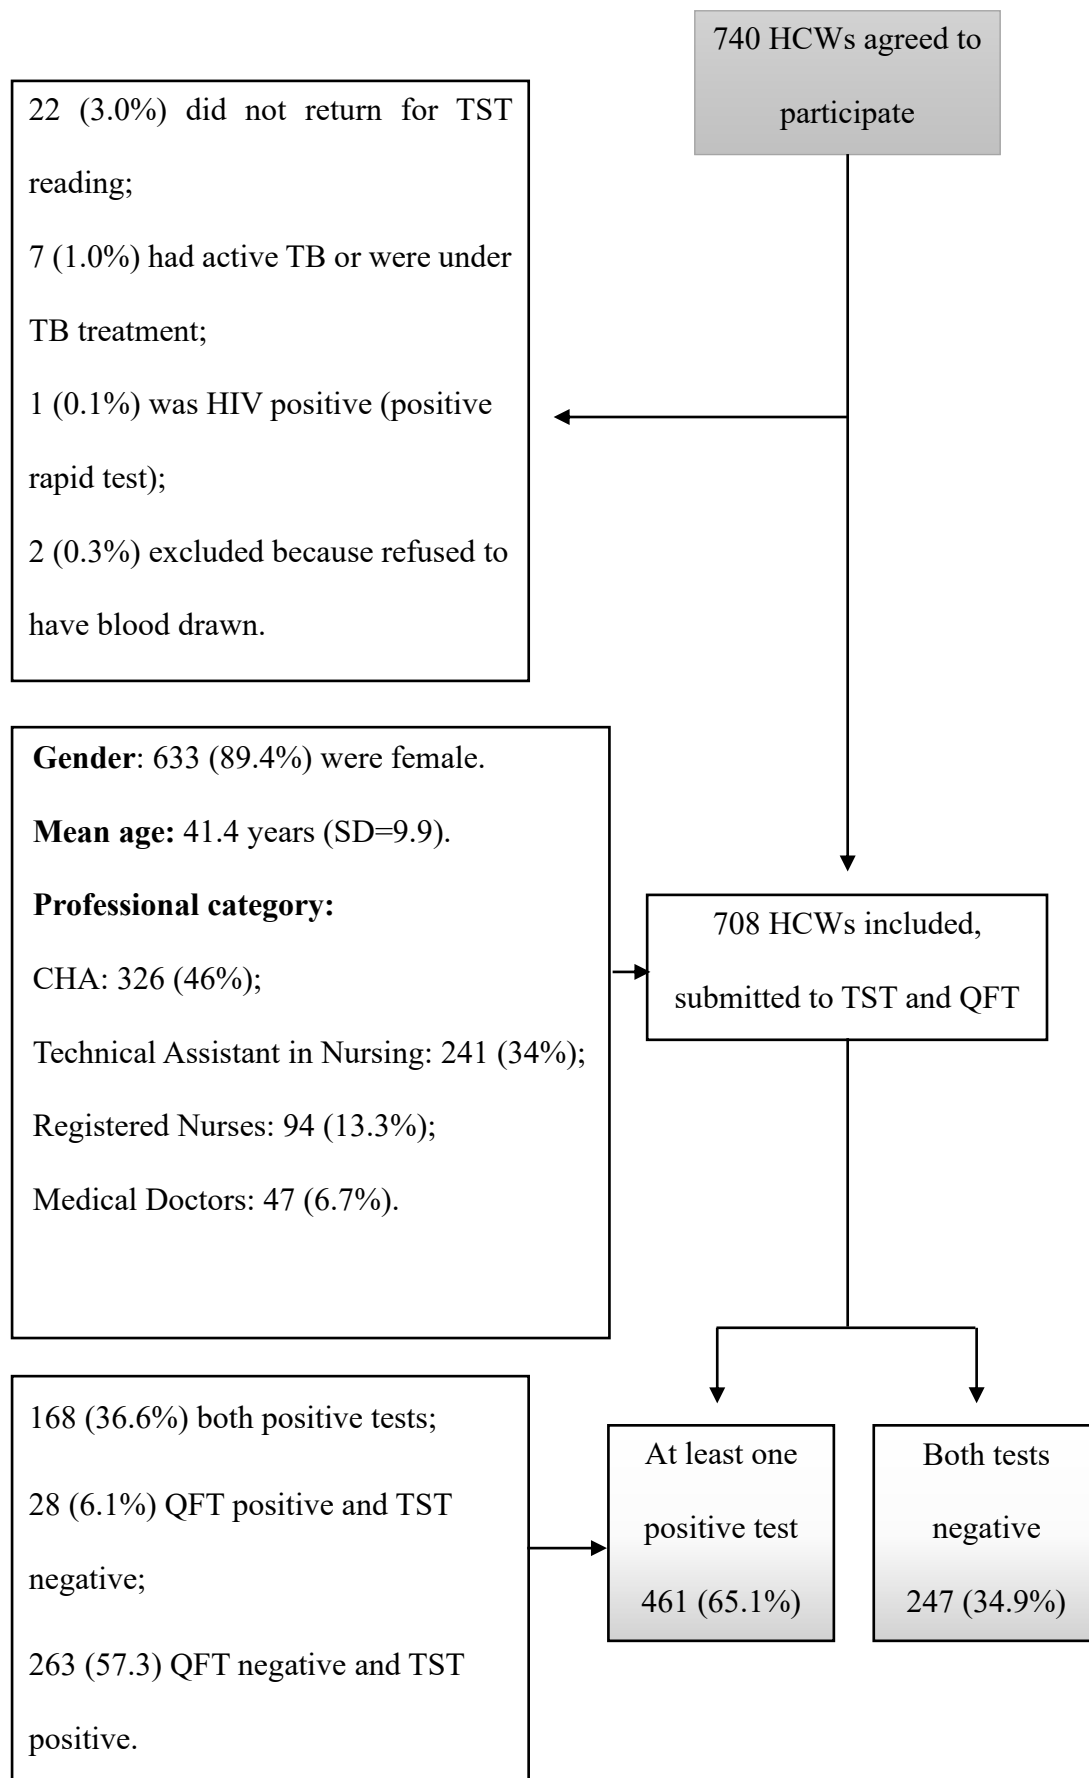 740 HCWs agreed to
participate
22 (3.0%) did not return for TST
reading;
7 (1.0%) had active TB or were under
TB treatment;
1 (0.1%) was HIV positive (positive
rapid test);
2 (0.3%) excluded because refused to
have blood drawn.
Gender: 633 (89.4%) were female.
Mean age: 41.4 years (SD=9.9).
Professional category:
CHA: 326 (46%);
Technical Assistant in Nursing: 241 (34%);
Registered Nurses: 94 (13.3%);
Medical Doctors: 47 (6.7%).
708 HCWs included,
submitted to TST and QFT
168 (36.6%) both positive tests;
28 (6.1%) QFT positive and TST
negative;
263 (57.3) QFT negative and TST
positive.
At least one
positive test
461 (65.1%)
Both tests
negative
247 (34.9%)